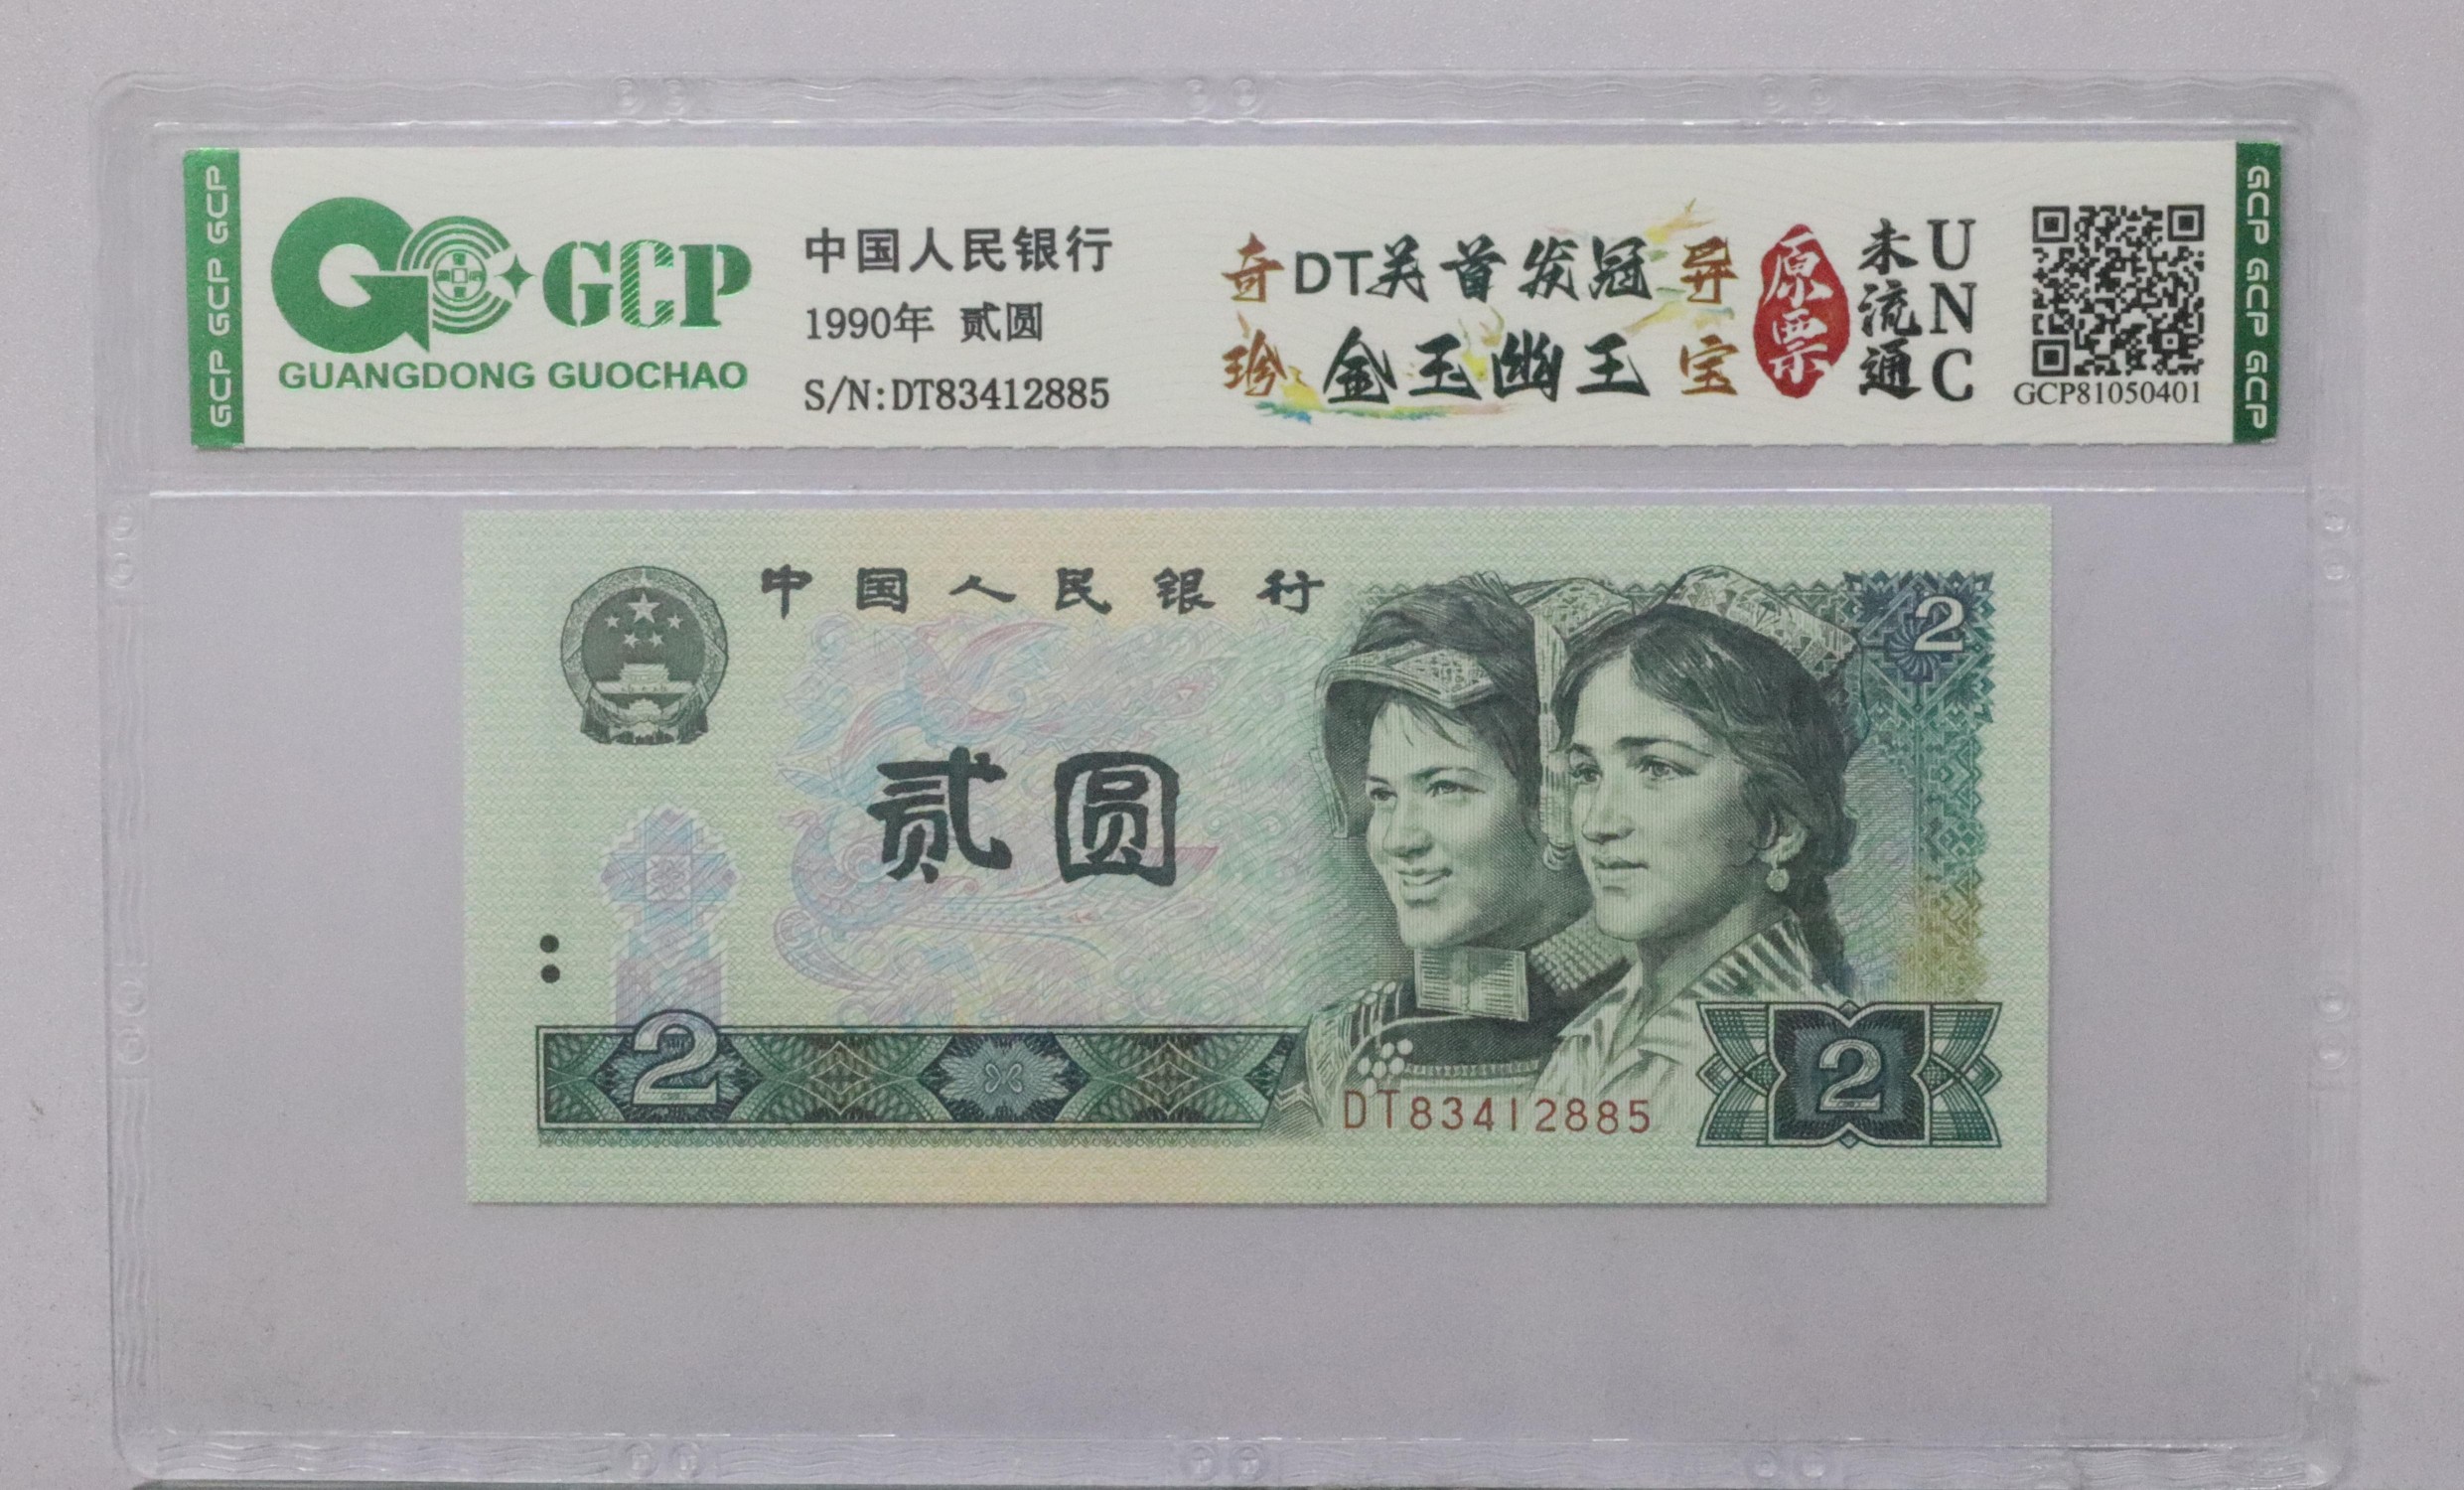 GCP GCP GCP
GCP
GUANGDONG GUOCHAO
中国人民银行
1990年 贰圆
S/N:DT83412885
奇珍
DT关首发冠
金玉幽王
异宝
原票
未流通
UNC
GCP81050401
GCP GCP GCP
中国人民银行
2
贰圆
2
DT83412885
2